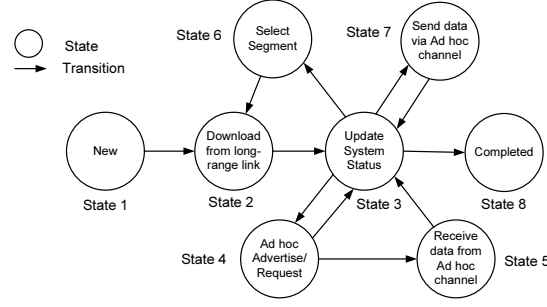 State
Transition
State 6
Select
Segment
State 7
Send data
via Ad hoc
channel
New
State 1
Download
from long-
range link
State 2
Update
System
Status
State 3
Completed
State 8
State 4
Ad hoc
Advertise/
Request
Receive
data from
Ad hoc
channel
State 5